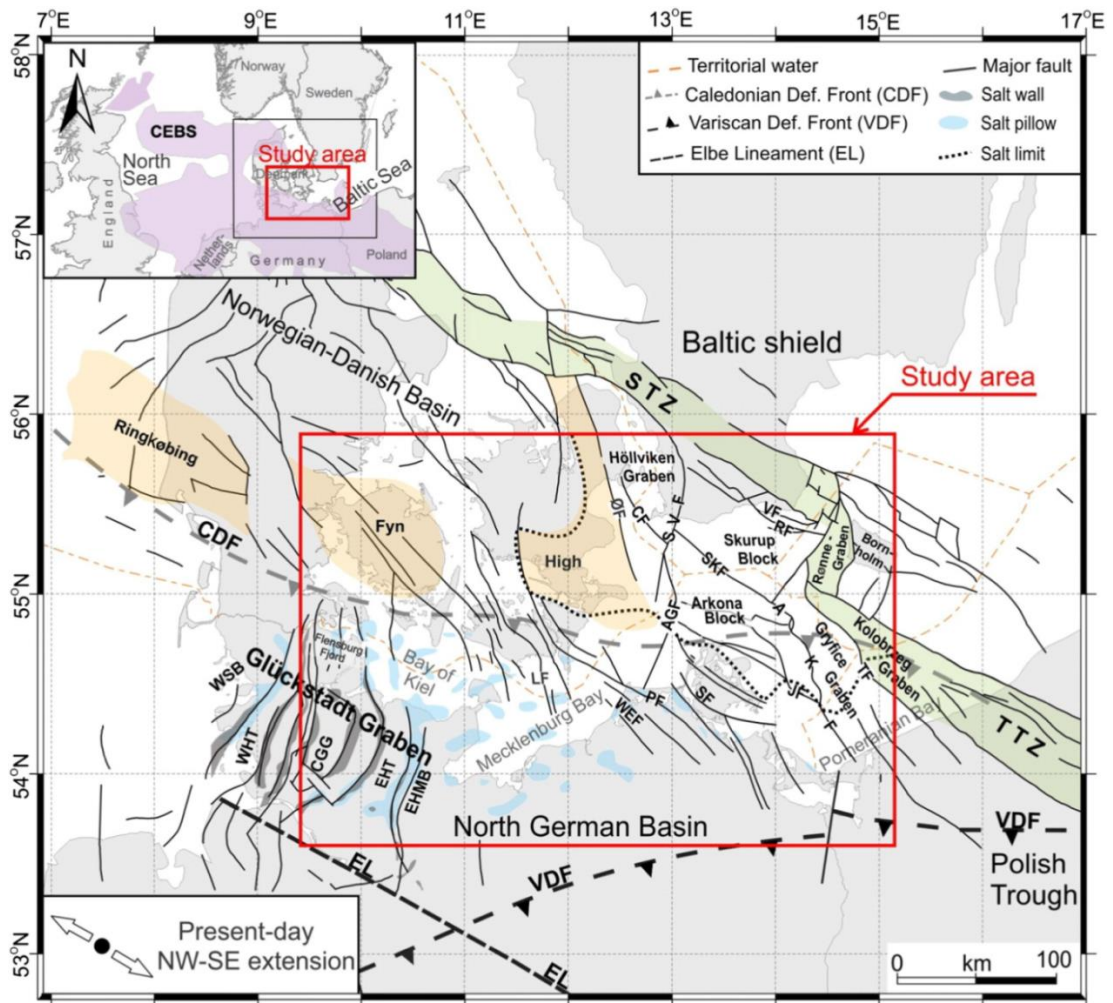 7°E 9°E 11°E 13°E 15°E 17°E
58°N
57°N
56°N
55°N
54°N
53°N
N
Norway
Sweden
CEBS
North
Sea
Study area
Denmark
Baltic Sea
England
Nether-
lands
Germany
Poland
Territorial water
Caledonian Def. Front (CDF)
Variscan Def. Front (VDF)
Elbe Lineament (EL)
Major fault
Salt wall
Salt pillow
Salt limit
Norwegian-Danish Basin
Baltic shield
STZ
Study area
Ringkøbing
Höllviken
Graben
Fyn
High
ØF
CF
SVF
VF
RF
Skurup
Block
SKF
Rønne
Graben
Born-
holm
CDF
AGF
Arkona
Block
A
K
F
Gryfice
Graben
Kolobrzeg
Graben
TF
Flensburg
Fjord
Bay of
Kiel
WSB
Glückstadt Graben
LF
WHT
CGG
EHT
EHMB
Mecklenburg Bay
WEF
PF
SF
JF
Pomeranian Bay
TTZ
North German Basin
EL
VDF
VDF
Polish
Trough
EL
Present-day
NW-SE extension
0 km 100